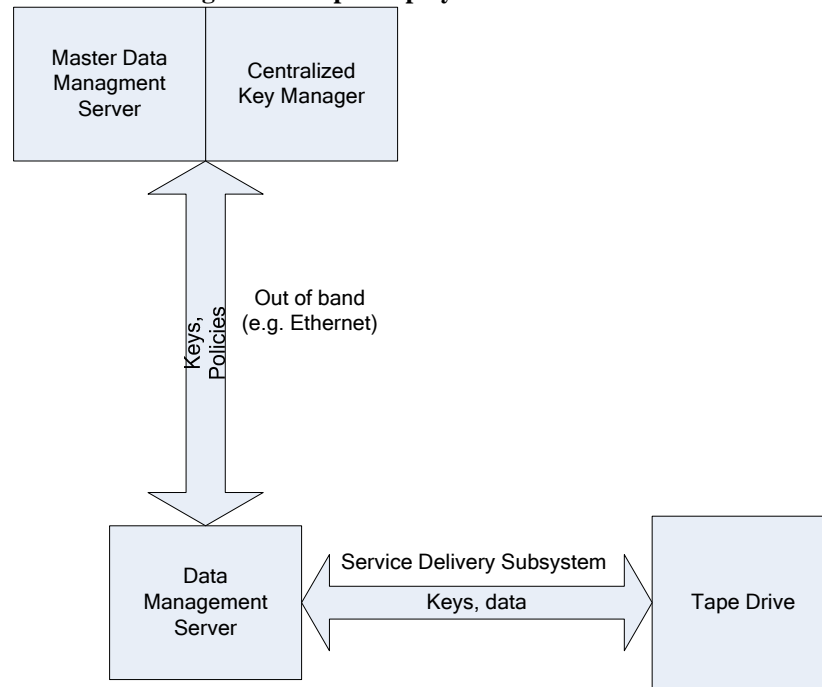 Master Data
Managment
Server
Centralized
Key Manager
Keys,
Policies
Out of band
(e.g. Ethernet)
Data
Management
Server
Service Delivery Subsystem
Keys, data
Tape Drive